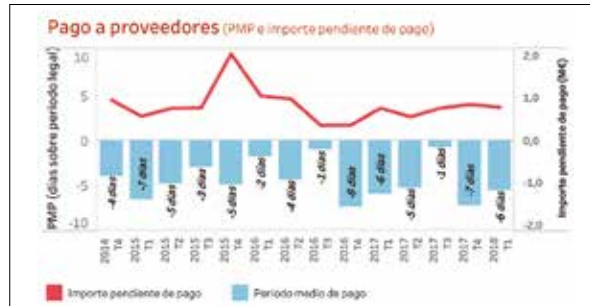 Pago a proveedores (PMP e importe pendiente de pago)
PMP (días sobre periodo legal)
10
5
0
-5
-10
2,0
1,0
0,0
-1,0
-2,0
Importe pendiente de pago (M€)
-4 días
-7 días
-5 días
-3 días
-5 días
-2 días
-4 días
-1 días
-8 días
-6 días
-5 días
-1 días
-7 días
-6 días
2014 T4
2015 T1
2015 T2
2015 T3
2015 T4
2016 T1
2016 T2
2016 T3
2016 T4
2017 T1
2017 T2
2017 T3
2017 T4
2018 T1
Importe pendiente de pago
Periodo medio de pago